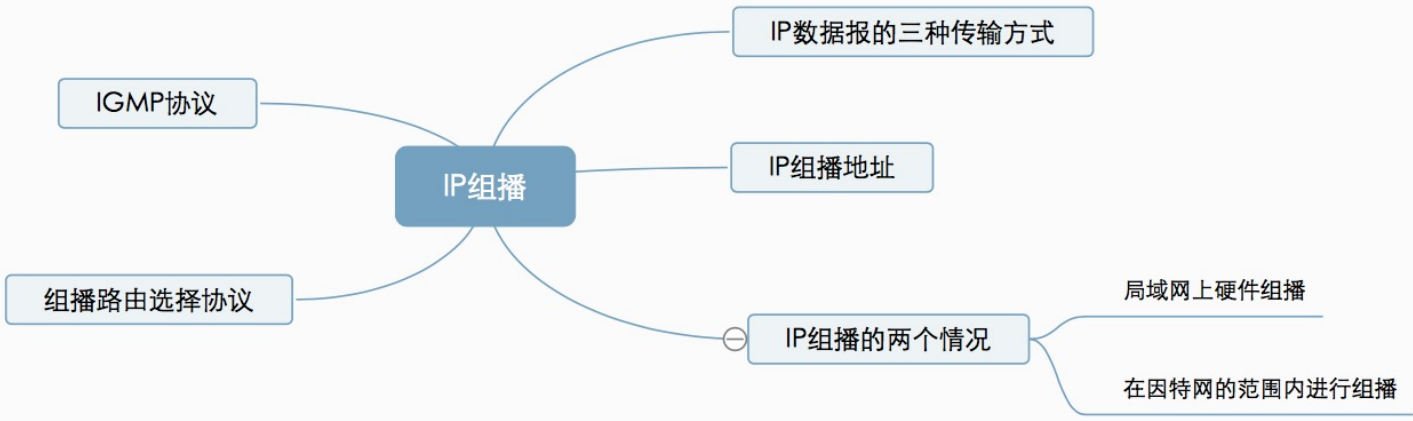 IP数据报的三种传输方式
IGMP协议
IP组播
IP组播地址
组播路由选择协议
IP组播的两个情况
局域网上硬件组播
在因特网的范围内进行组播